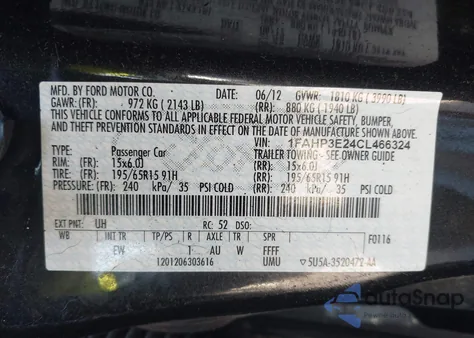 MFD. BY FORD MOTOR CO. DATE: 06/12 GVWR: 1810 KG ( 3990 LB)
GAWR: (FR): 972 KG ( 2143 LB) (RR): 880 KG ( 1940 LB)
THIS VEHICLE CONFORMS TO ALL APPLICABLE FEDERAL MOTOR VEHICLE
SAFETY, BUMPER, AND THEFT PREVENTION STANDARDS IN EFFECT ON THE
DATE OF MANUFACTURE SHOWN ABOVE.
VIN: 1FAHP3E24CL466324
TYPE: Passenger Car TRAILER TOWING - SEE OWNER GUIDE
RIM: (FR): 15X6.0J (RR): 15X6.0J
TIRE: (FR): 195/65R15 91H (RR): 195/65R15 91H
PRESSURE: (FR): 240 kPa/ 35 PSI COLD (RR): 240 kPa/ 35 PSI COLD
EXT PNT: UH RC: 52 DSO:
WB INT TR TP/PS R AXLE TR SPR F0116
EW 1 AU W FFFF
1201206303616 UMU ▽5U5A-3520472-AA
AutoSnap